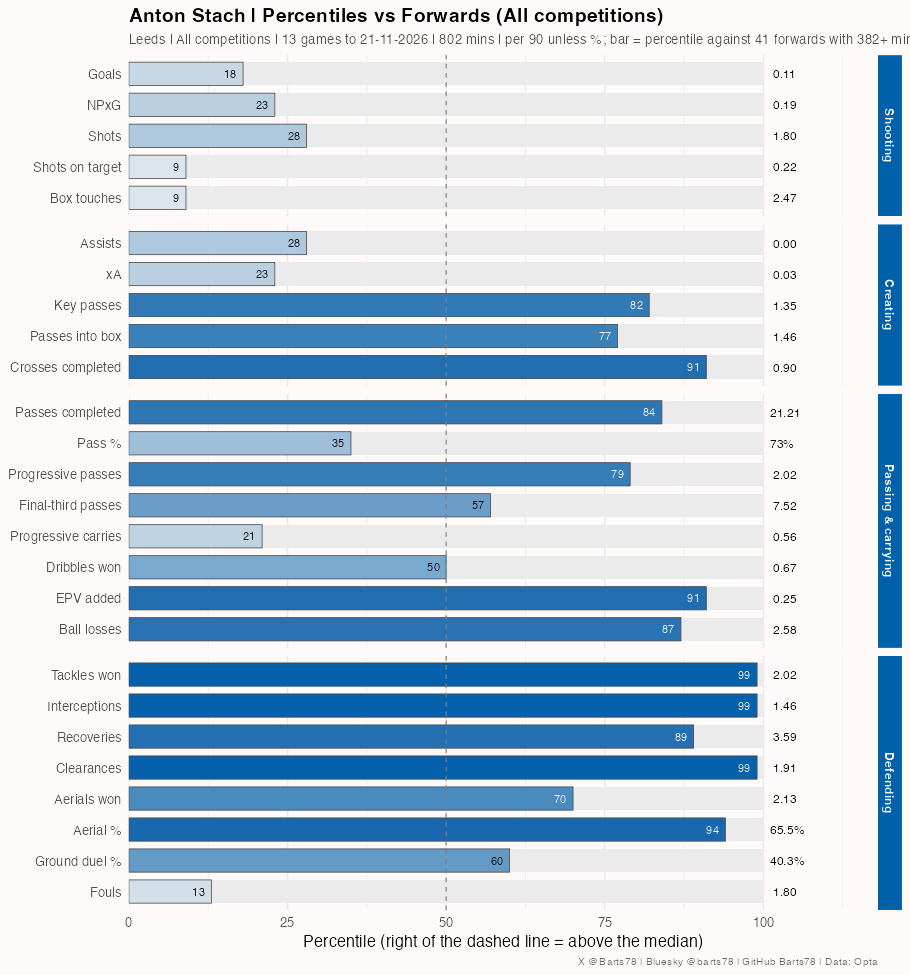 Anton Stach | Percentiles vs Forwards (All competitions)
Leeds | All competitions | 13 games to 21-11-2026 | 802 mins | per 90 unless %; bar = percentile against 41 forwards with 382+
Goals 18 0.11
NPxG 23 0.19
Shots 28 1.80
Shots on target 9 0.22
Box touches 9 2.47
Shooting
Assists 28 0.00
xA 23 0.03
Key passes 82 1.35
Passes into box 77 1.46
Crosses completed 91 0.90
Creating
Passes completed 84 21.21
Pass % 35 73%
Progressive passes 79 2.02
Final-third passes 57 7.52
Progressive carries 21 0.56
Dribbles won 50 0.67
EPV added 91 0.25
Ball losses 87 2.58
Passing & carrying
Tackles won 99 2.02
Interceptions 99 1.46
Recoveries 89 3.59
Clearances 99 1.91
Aerials won 70 2.13
Aerial % 94 65.5%
Ground duel % 60 40.3%
Fouls 13 1.80
Defending
0 25 50 75 100
Percentile (right of the dashed line = above the median)
X @Barts78 | Bluesky @barts78 | GitHub Barts78 | Data: Opta